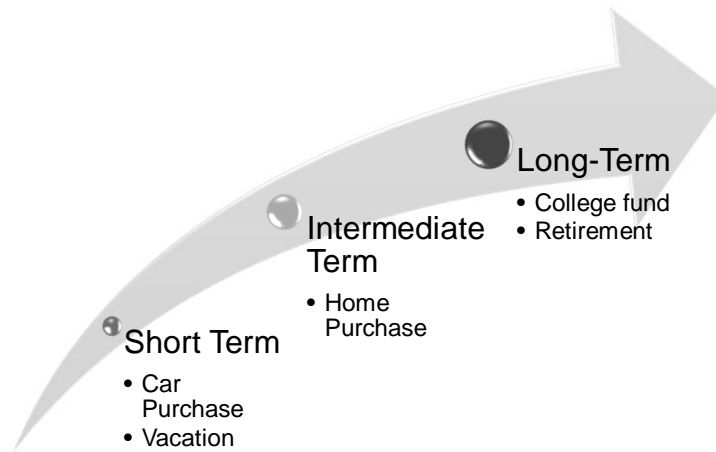 Short Term
• Car
Purchase
• Vacation
Intermediate
Term
• Home
Purchase
Long-Term
• College fund
• Retirement